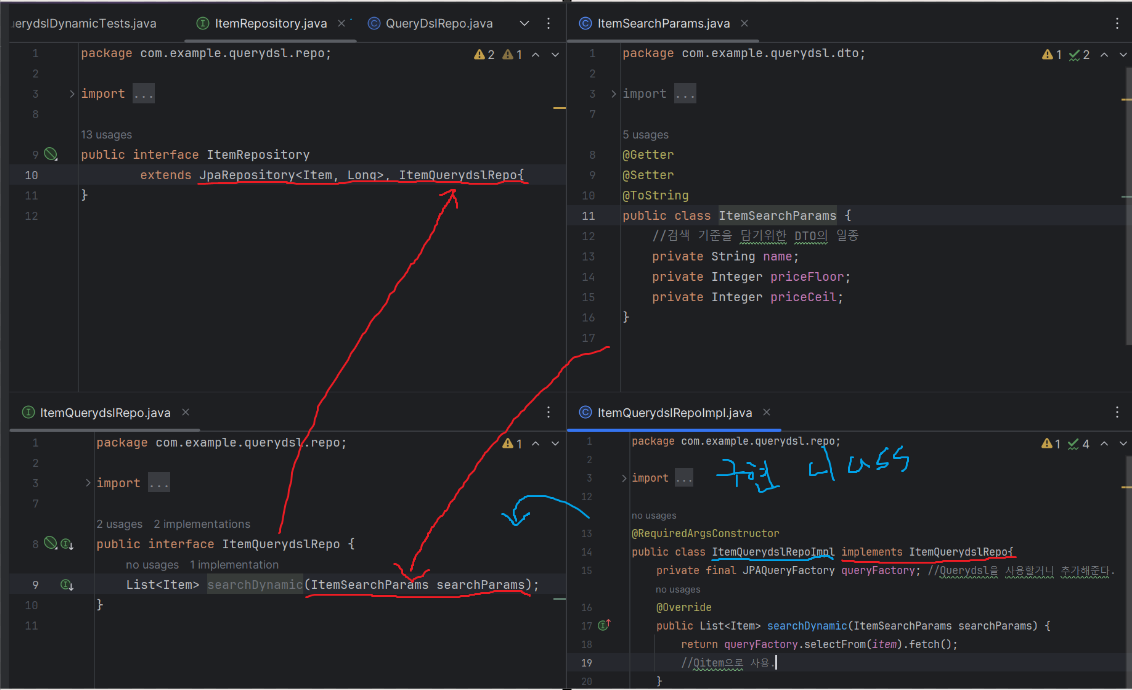 erydslDynamicTests.java
ItemRepository.java
QueryDslRepo.java
1 package com.example.querydsl.repo;
2 1
2
3 import ...
8
13 usages
9 public interface ItemRepository
10 extends JpaRepository<Item, Long>, ItemQuerydslRepo{
11 }
12
ItemSearchParams.java
1 package com.example.querydsl.dto;
1 2
2
3 import ...
7
5 usages
8 @Getter
9 @Setter
10 @ToString
11 public class ItemSearchParams {
12 //검색 기준을 담기위한 DTO의 일종
13 private String name;
14 private Integer priceFloor;
15 private Integer priceCeil;
16 }
17
ItemQuerydslRepo.java
1 package com.example.querydsl.repo;
1
2
3 import ...
7
2 usages 2 implementations
8 public interface ItemQuerydslRepo {
no usages 1 implementation
9 List<Item> searchDynamic(ItemSearchParams searchParams);
10 }
11
ItemQuerydslRepoImpl.java
1 package com.example.querydsl.repo;
1 4
2
3 import ...
구현
12
no usages
13 @RequiredArgsConstructor
14 public class ItemQuerydslRepoImpl implements ItemQuerydslRepo{
15 private final JPAQueryFactory queryFactory; //Querydsl을 사용할거니 추가해준다.
no usages
16 @Override
17 public List<Item> searchDynamic(ItemSearchParams searchParams) {
18 return queryFactory.selectFrom(item).fetch();
19 //Qitem으로 사용.
20 }